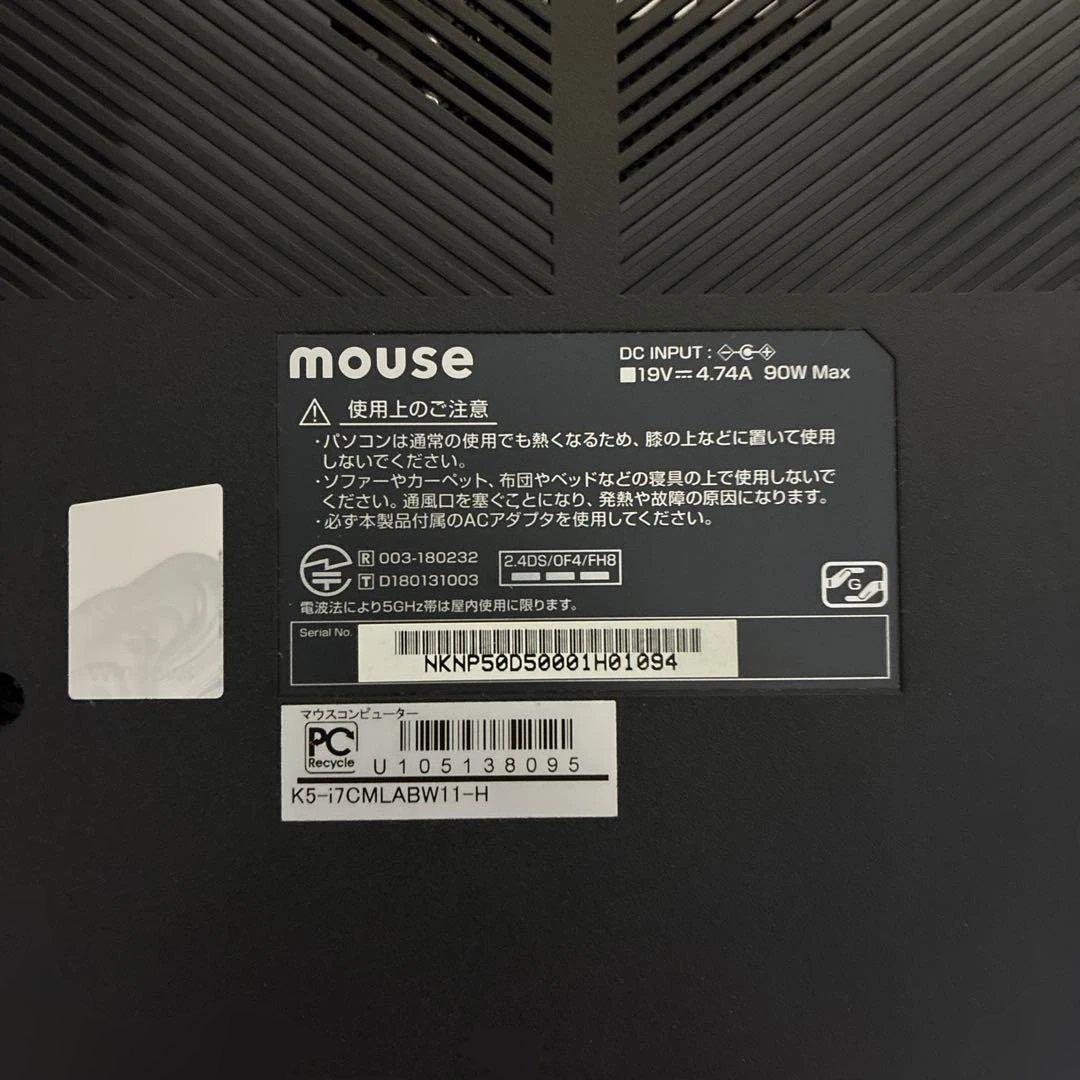 mouse
DC INPUT :
19V 4.74A 90W Max
使用上のご注意
・パソコンは通常の使用でも熱くなるため、膝の上などに置いて使用
しないでください。
・ソファーやカーペット、布団やベッドなどの寝具の上で使用しないで
ください。通風口を塞ぐことになり、発熱や故障の原因になります。
・必ず本製品付属のACアダプタを使用してください。
R 003-180232
T D180131003
2.4DS/OF4/FH8
G
電波法により5GHz帯は屋内使用に限ります。
Serial No.
NKNP50D50001H01094
マウスコンピューター
PC
Recycle
U105138095
K5-i7CMLABW11-H